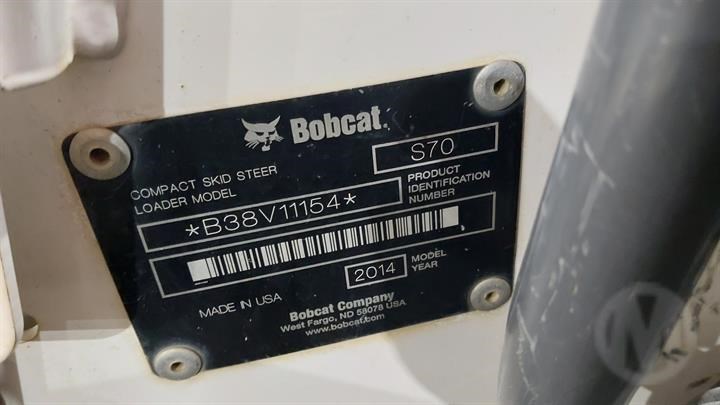 Bobcat.
COMPACT SKID STEER
LOADER MODEL
S70
*B38V11154*
PRODUCT
IDENTIFICATION
NUMBER
2014
MODEL
YEAR
MADE IN USA
Bobcat Company
West Fargo, ND 58078 USA
www.bobcat.com